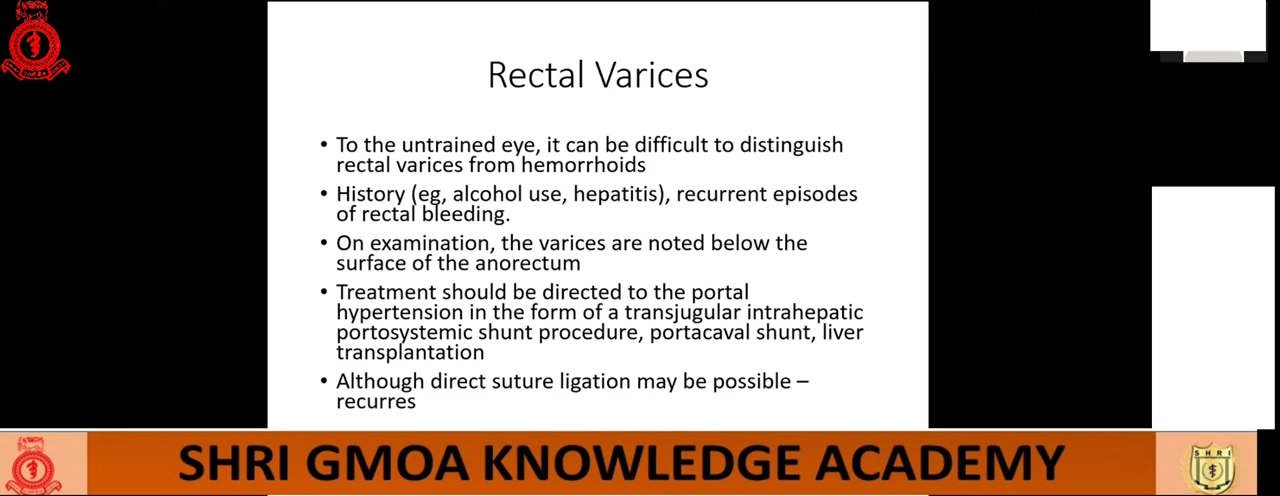 Rectal Varices
• To the untrained eye, it can be difficult to distinguish
rectal varices from hemorrhoids
• History (eg, alcohol use, hepatitis), recurrent episodes
of rectal bleeding.
• On examination, the varices are noted below the
surface of the anorectum
• Treatment should be directed to the portal
hypertension in the form of a transjugular intrahepatic
portosystemic shunt procedure, portacaval shunt, liver
transplantation
• Although direct suture ligation may be possible –
recurres
SHRI GMOA KNOWLEDGE ACADEMY
SHRI